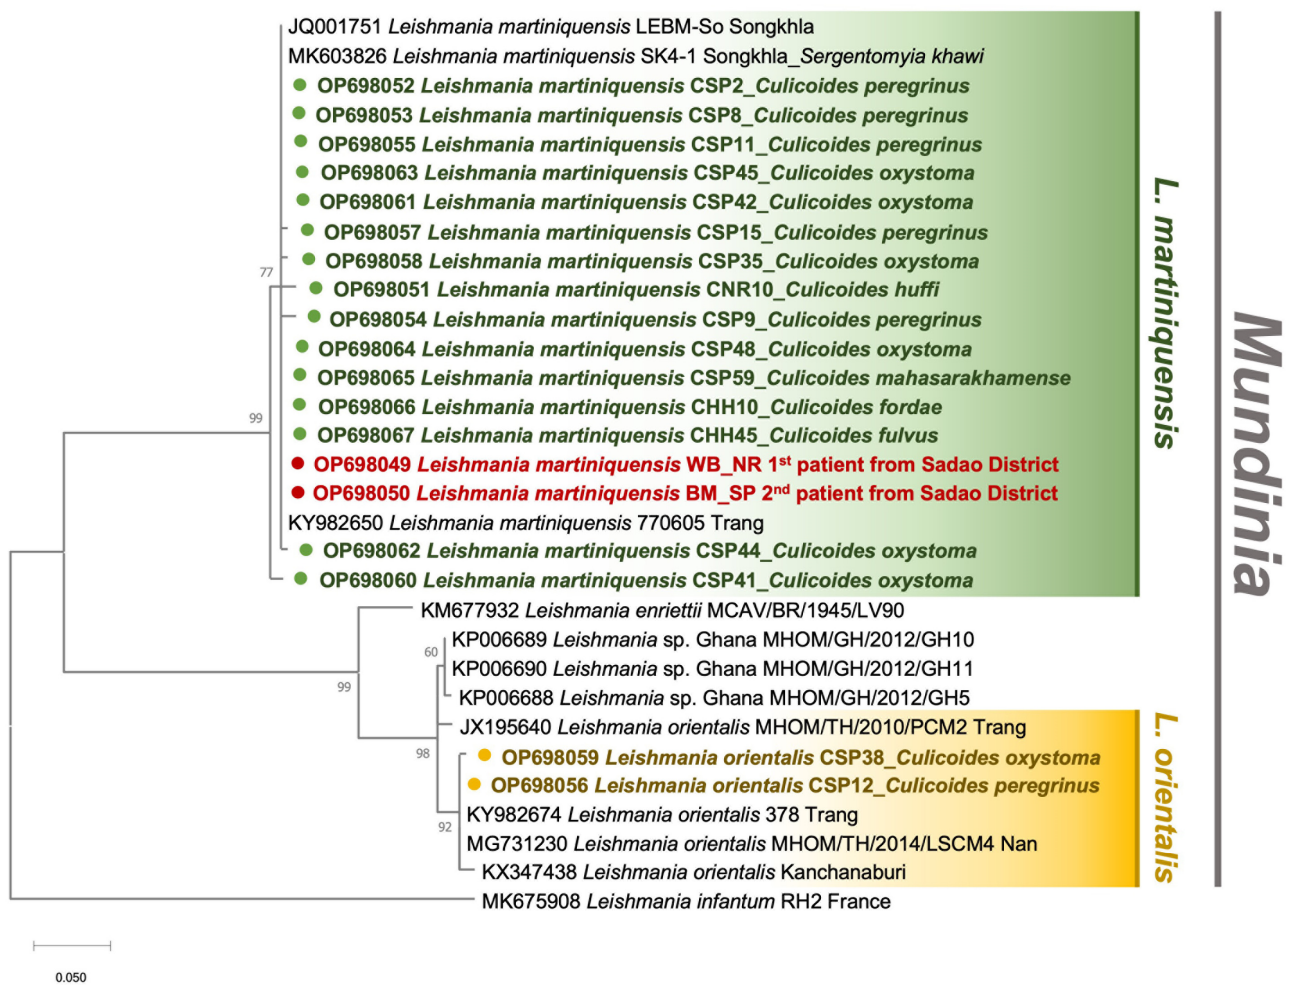 JQ001751 Leishmania martiniquensis LEBM-So Songkhla
MK603826 Leishmania martiniquensis SK4-1 Songkhla_Sergentomyia khawi
OP698052 Leishmania martiniquensis CSP2_Culicoides peregrinus
OP698053 Leishmania martiniquensis CSP8_Culicoides peregrinus
OP698055 Leishmania martiniquensis CSP11_Culicoides peregrinus
OP698063 Leishmania martiniquensis CSP45_Culicoides oxystoma
OP698061 Leishmania martiniquensis CSP42_Culicoides oxystoma
OP698057 Leishmania martiniquensis CSP15_Culicoides peregrinus
OP698058 Leishmania martiniquensis CSP35_Culicoides oxystoma
OP698051 Leishmania martiniquensis CNR10_Culicoides huffi
OP698054 Leishmania martiniquensis CSP9_Culicoides peregrinus
OP698064 Leishmania martiniquensis CSP48_Culicoides oxystoma
OP698065 Leishmania martiniquensis CSP59_Culicoides mahasarakhamense
OP698066 Leishmania martiniquensis CHH10_Culicoides fordae
OP698067 Leishmania martiniquensis CHH45_Culicoides fulvus
OP698049 Leishmania martiniquensis WB_NR 1st patient from Sadao District
OP698050 Leishmania martiniquensis BM_SP 2nd patient from Sadao District
KY982650 Leishmania martiniquensis 770605 Trang
OP698062 Leishmania martiniquensis CSP44_Culicoides oxystoma
OP698060 Leishmania martiniquensis CSP41_Culicoides oxystoma
KM677932 Leishmania enriettii MCAV/BR/1945/LV90
KP006689 Leishmania sp. Ghana MHOM/GH/2012/GH10
KP006690 Leishmania sp. Ghana MHOM/GH/2012/GH11
KP006688 Leishmania sp. Ghana MHOM/GH/2012/GH5
JX195640 Leishmania orientalis MHOM/TH/2010/PCM2 Trang
OP698059 Leishmania orientalis CSP38_Culicoides oxystoma
OP698056 Leishmania orientalis CSP12_Culicoides peregrinus
KY982674 Leishmania orientalis 378 Trang
MG731230 Leishmania orientalis MHOM/TH/2014/LSCM4 Nan
KX347438 Leishmania orientalis Kanchanaburi
MK675908 Leishmania infantum RH2 France
77
99
60
99
98
92
0.050
L. martiniquensis
L. orientalis
Mundinia